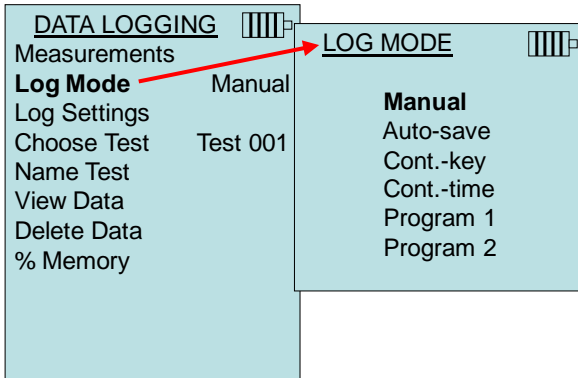 DATA LOGGING
Measurements
Log Mode Manual
Log Settings
Choose Test Test 001
Name Test
View Data
Delete Data
% Memory
LOG MODE
Manual
Auto-save
Cont.-key
Cont.-time
Program 1
Program 2